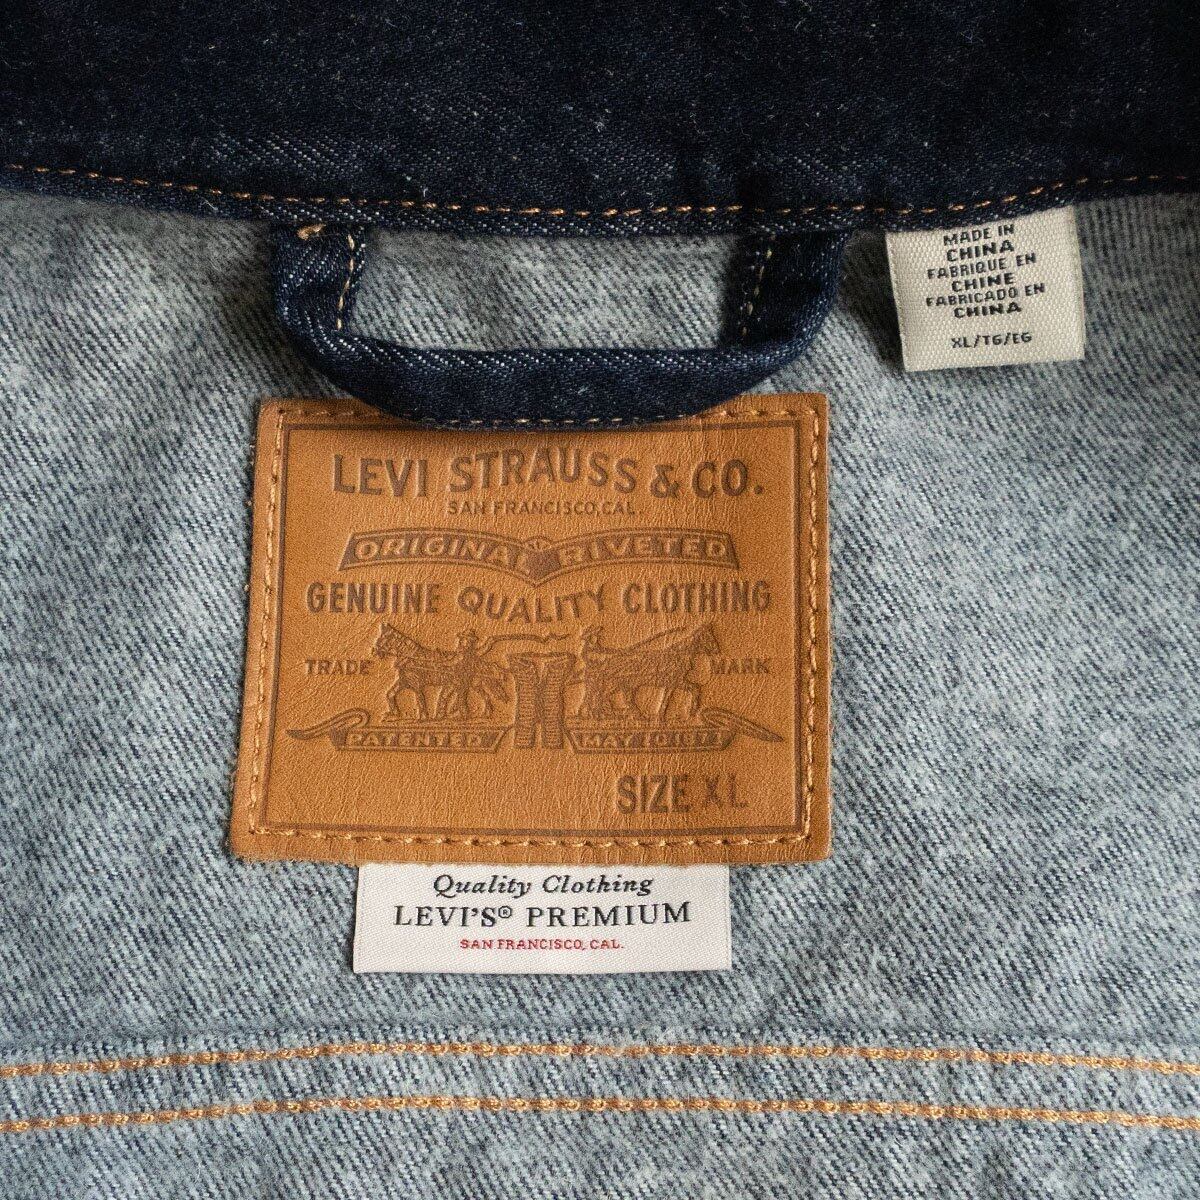 MADE IN
CHINA
FABRIQUE EN
CHINE
FABRICADO EN
CHINA
XL/TG/EG
LEVI STRAUSS & CO.
SAN FRANCISCO, CAL.
ORIGINAL RIVETED
GENUINE QUALITY CLOTHING
TRADE MARK
PATENTED MAY 20 1873
SIZE XL
Quality Clothing
LEVI'S® PREMIUM
SAN FRANCISCO, CAL.